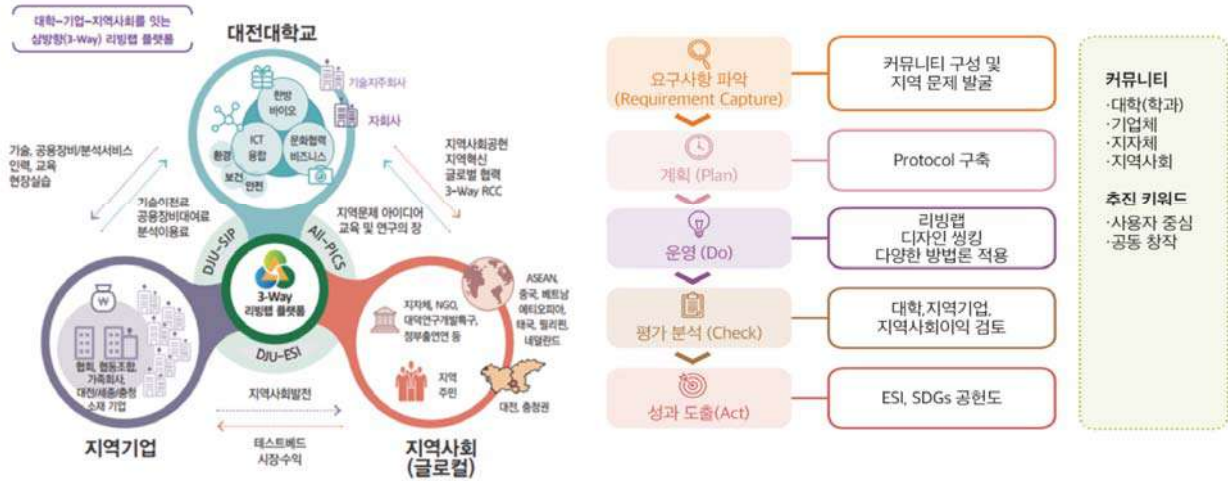 대학-기업-지역사회를 잇는
삼방향(3-Way) 리빙랩 플랫폼
대전대학교
기술지주회사
자회사
한방
바이오
ICT
융합
문화협력
비즈니스
환경
보건
안전
기술, 공용장비/분석서비스
인력, 교육
현장실습
기술이전료
공용장비대여료
분석이용료
지역사회공헌
지역혁신
글로벌 협력
3-Way RCC
지역문제 아이디어
교육 및 연구의 장
DJU-SIP
All-PICS
DJU-ESI
3-Way
리빙랩 플랫폼
협회, 협동조합,
가족회사,
대전/세종/충청
소재 기업
지역기업
지자체, NGO,
대덕연구개발특구,
정부출연연 등
지역
주민
ASEAN,
중국, 베트남
에티오피아,
태국, 필리핀,
네덜란드
대전, 충청권
지역사회발전
테스트베드
시장·수익
지역사회
(글로컬)
요구사항 파악
(Requirement Capture)
커뮤니티 구성 및
지역 문제 발굴
계획 (Plan)
Protocol 구축
운영 (Do)
리빙랩
디자인 씽킹
다양한 방법론 적용
평가 분석 (Check)
대학,지역기업,
지역사회이익 검토
성과 도출(Act)
ESI, SDGs 공헌도
커뮤니티
·대학(학과)
·기업체
·지자체
·지역사회
추진 키워드
·사용자 중심
·공동 창작